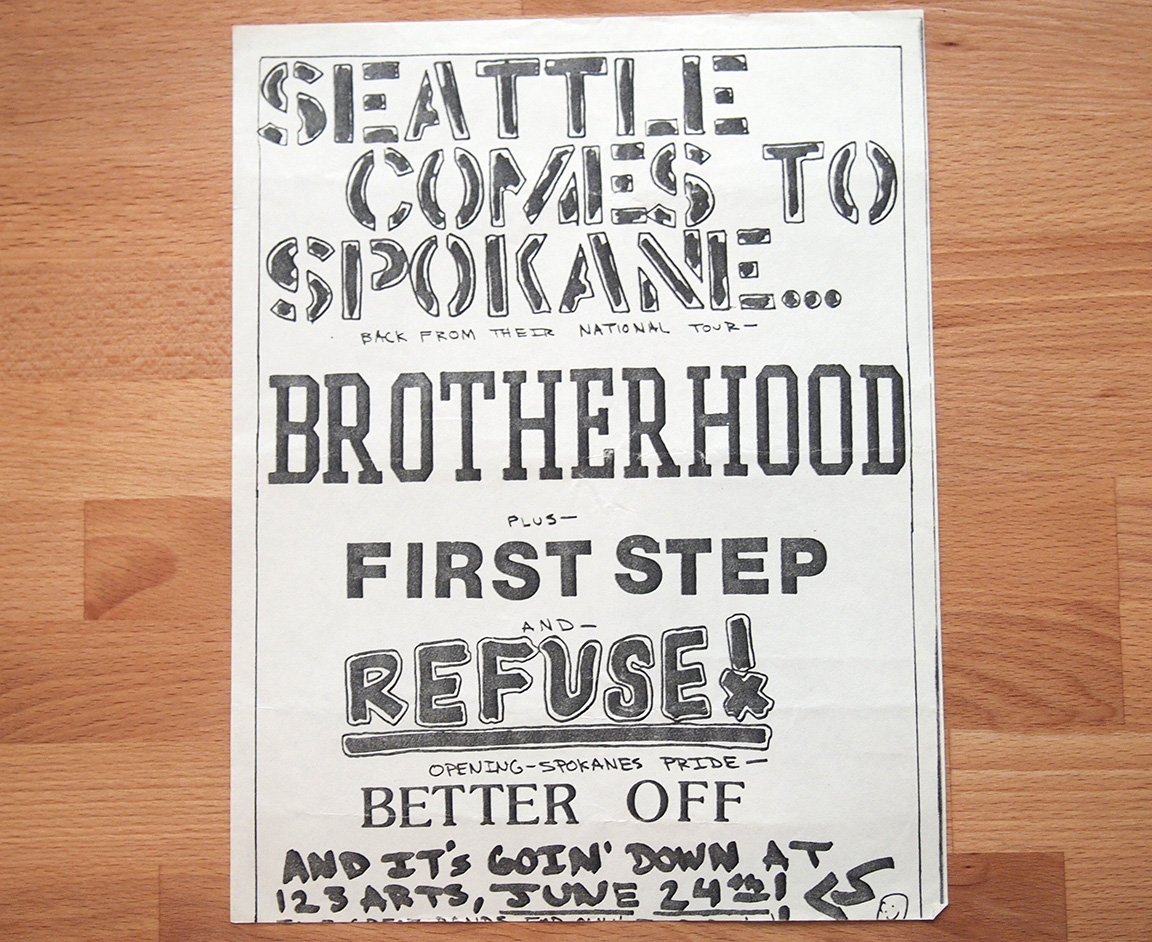 SEATTLE
COMES TO
SPOKANE...
BACK FROM THEIR NATIONAL TOUR—
BROTHERHOOD
PLUS—
FIRST STEP
AND—
REFUSE!
OPENING-SPOKANES PRIDE—
BETTER OFF
AND IT'S GOIN' DOWN AT
123 ARTS, JUNE 24TH!